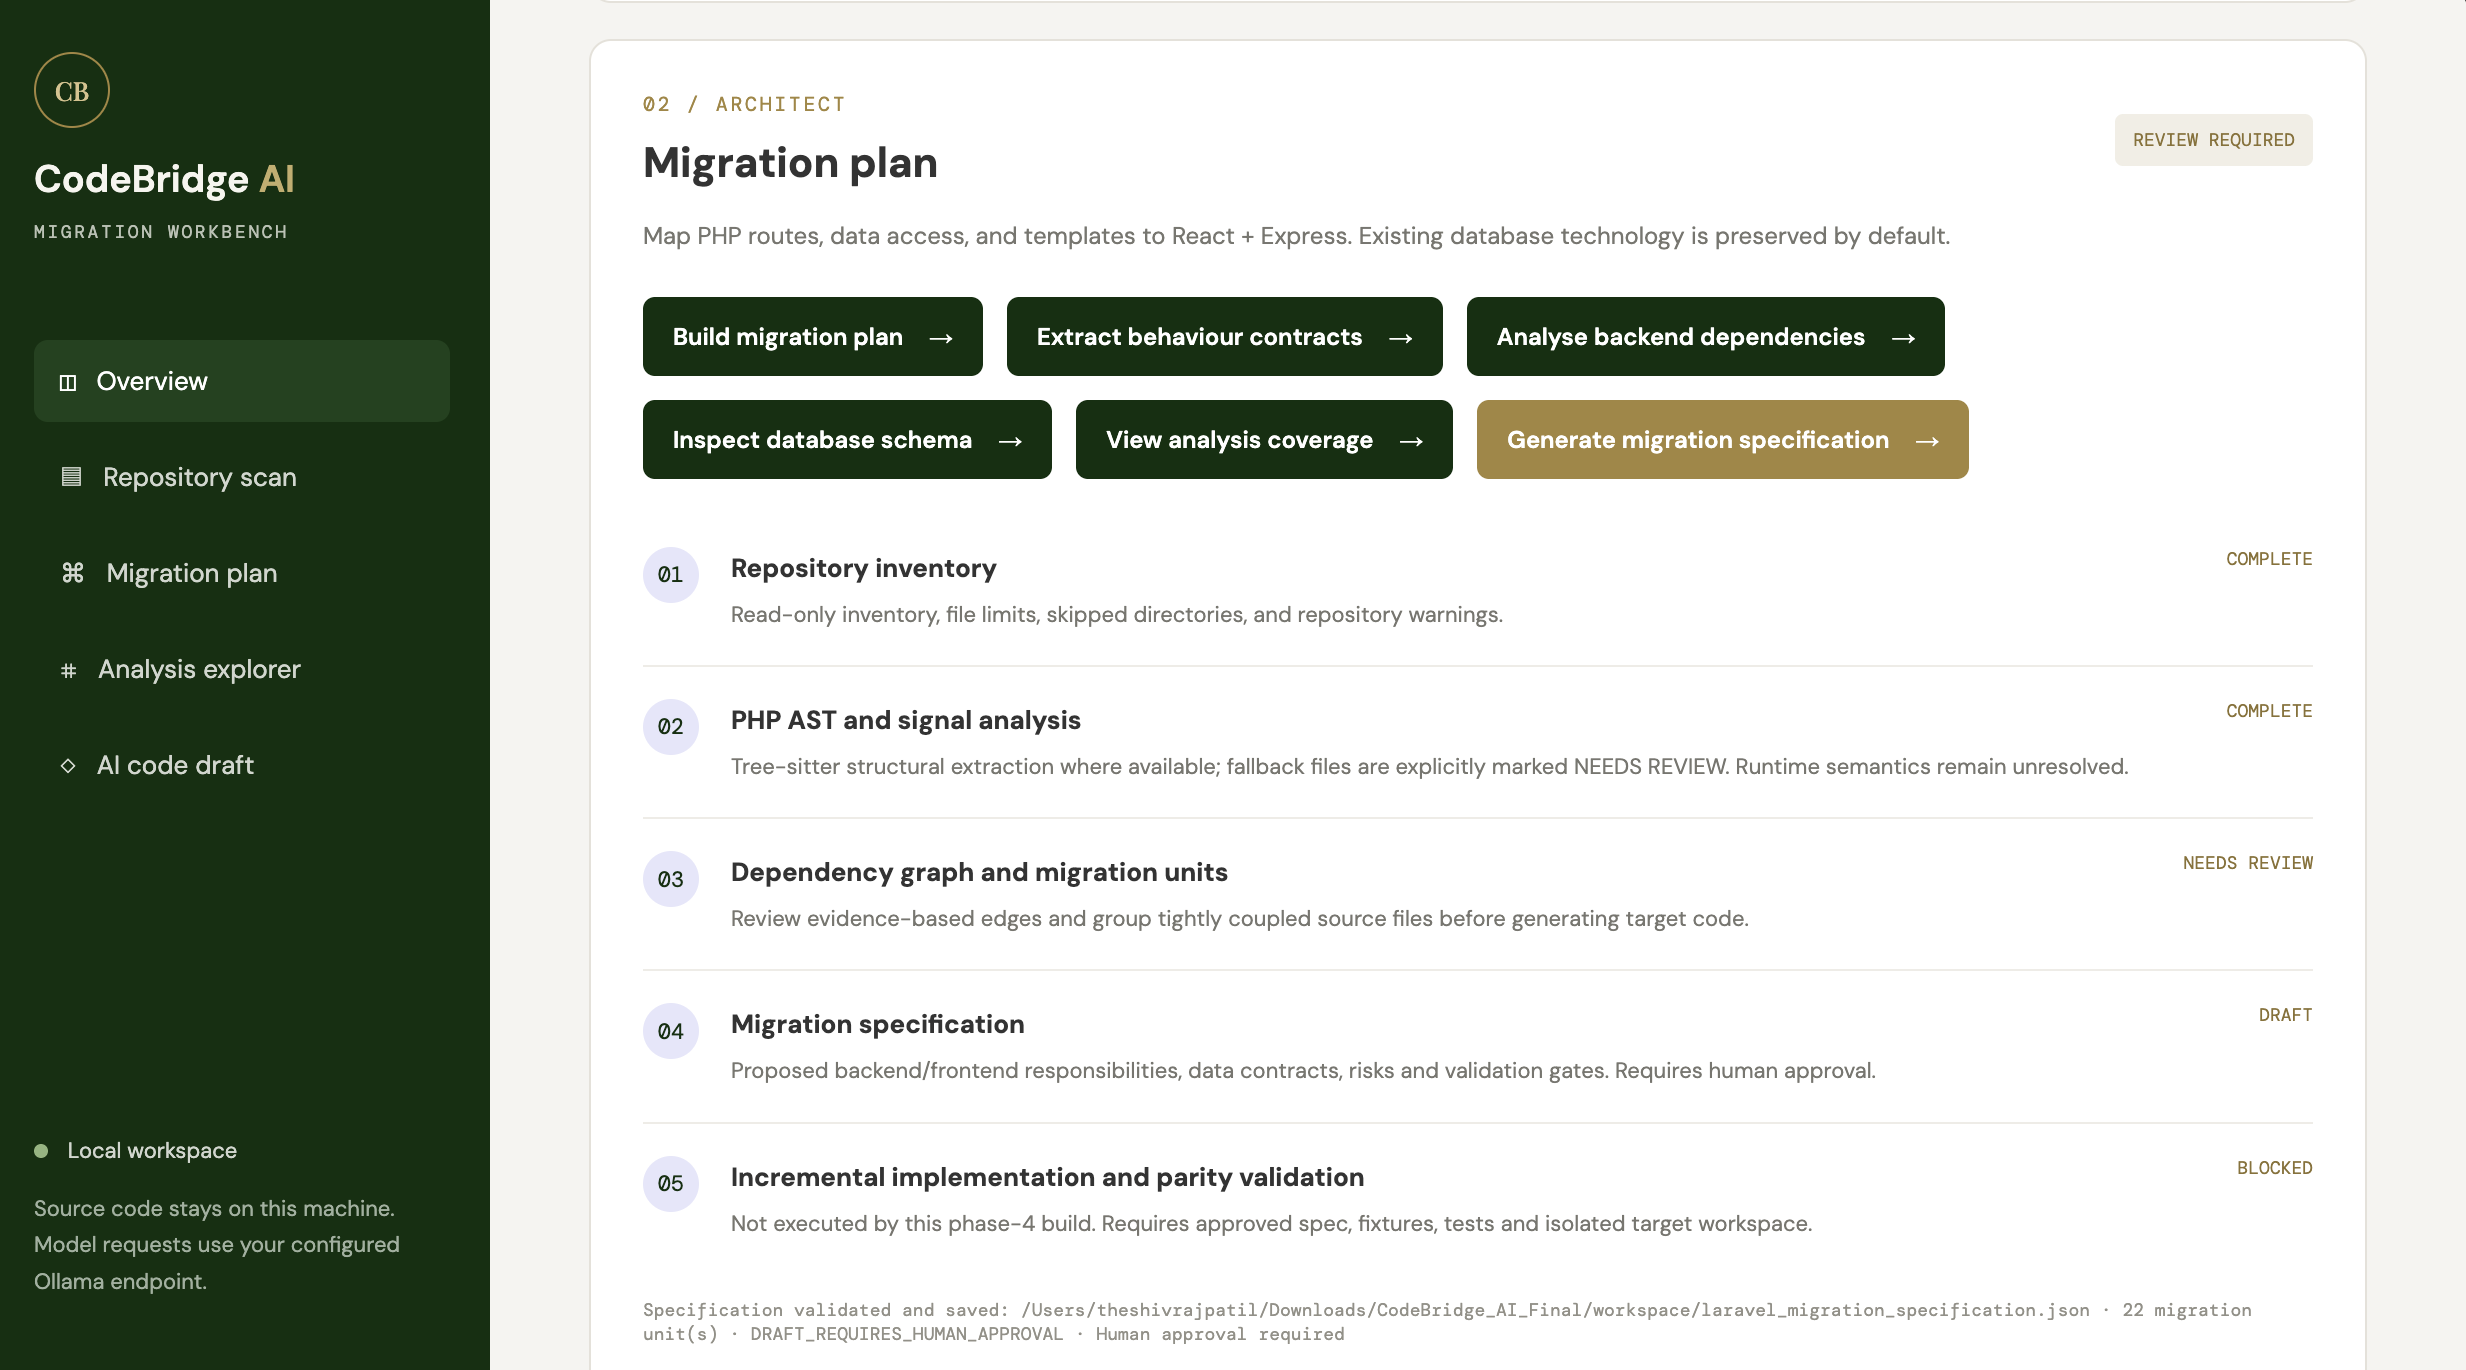 CB
CodeBridge AI
MIGRATION WORKBENCH
Overview
Repository scan
Migration plan
Analysis explorer
AI code draft
Local workspace
Source code stays on this machine.
Model requests use your configured
Ollama endpoint.
02 / ARCHITECT
Migration plan
REVIEW REQUIRED
Map PHP routes, data access, and templates to React + Express. Existing database technology is preserved by default.
Build migration plan →
Extract behaviour contracts →
Analyse backend dependencies →
Inspect database schema →
View analysis coverage →
Generate migration specification →
01
Repository inventory
COMPLETE
Read-only inventory, file limits, skipped directories, and repository warnings.
02
PHP AST and signal analysis
COMPLETE
Tree-sitter structural extraction where available; fallback files are explicitly marked NEEDS REVIEW. Runtime semantics remain unresolved.
03
Dependency graph and migration units
NEEDS REVIEW
Review evidence-based edges and group tightly coupled source files before generating target code.
04
Migration specification
DRAFT
Proposed backend/frontend responsibilities, data contracts, risks and validation gates. Requires human approval.
05
Incremental implementation and parity validation
BLOCKED
Not executed by this phase-4 build. Requires approved spec, fixtures, tests and isolated target workspace.
Specification validated and saved: /Users/theshivrajpatil/Downloads/CodeBridge_AI_Final/workspace/laravel_migration_specification.json · 22 migration
unit(s) · DRAFT_REQUIRES_HUMAN_APPROVAL · Human approval required